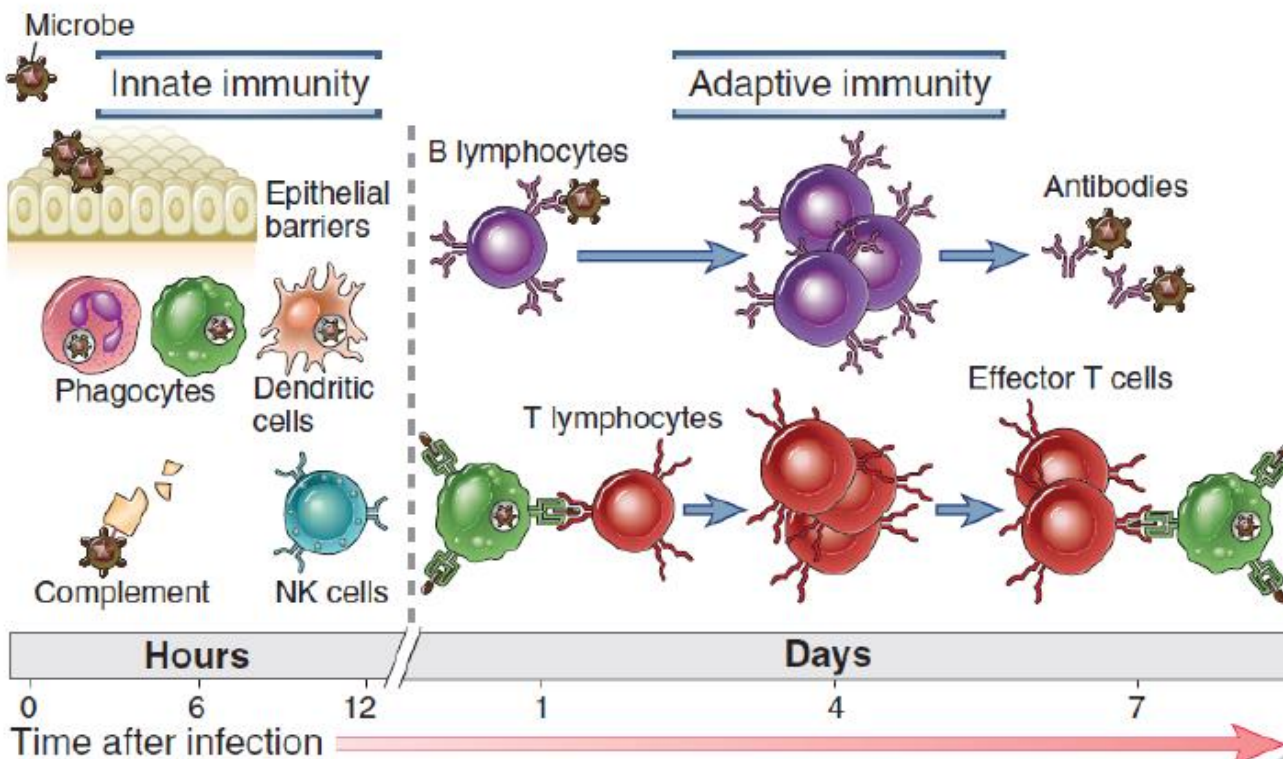 Microbe
Innate immunity
Adaptive immunity
B lymphocytes
Antibodies
Epithelial
barriers
Phagocytes
Dendritic
cells
Effector T cells
T lymphocytes
Complement
NK cells
Hours
Days
0 6 12 1 4 7
Time after infection